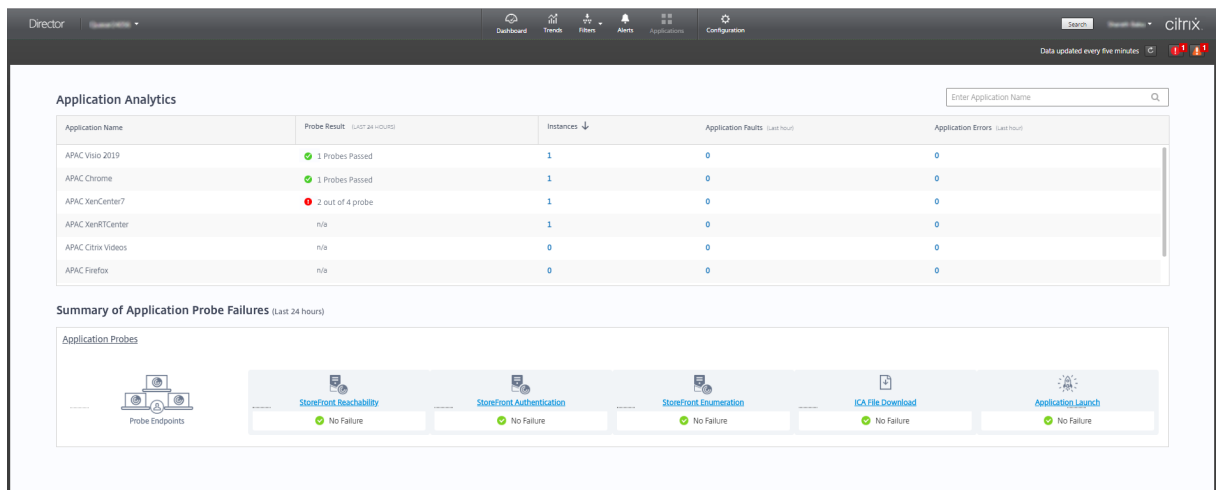 Director
Dashboard Trends Filters Alerts Applications Configuration
Search
citrix
Data updated every five minutes
1 1
Application Analytics
Enter Application Name
Application Name Probe Result (LAST 24 HOURS) Instances Application Faults (Last hour) Application Errors (Last hour)
APAC Visio 2019 1 Probes Passed 1 0 0
APAC Chrome 1 Probes Passed 1 0 0
APAC XenCenter7 2 out of 4 probe 1 0 0
APAC XenRTCenter n/a 1 0 0
APAC Citrix Videos n/a 0 0 0
APAC Firefox n/a 0 0 0
Summary of Application Probe Failures (Last 24 hours)
Application Probes
Probe Endpoints
StoreFront Reachability StoreFront Authentication StoreFront Enumeration ICA File Download Application Launch
No Failure No Failure No Failure No Failure No Failure